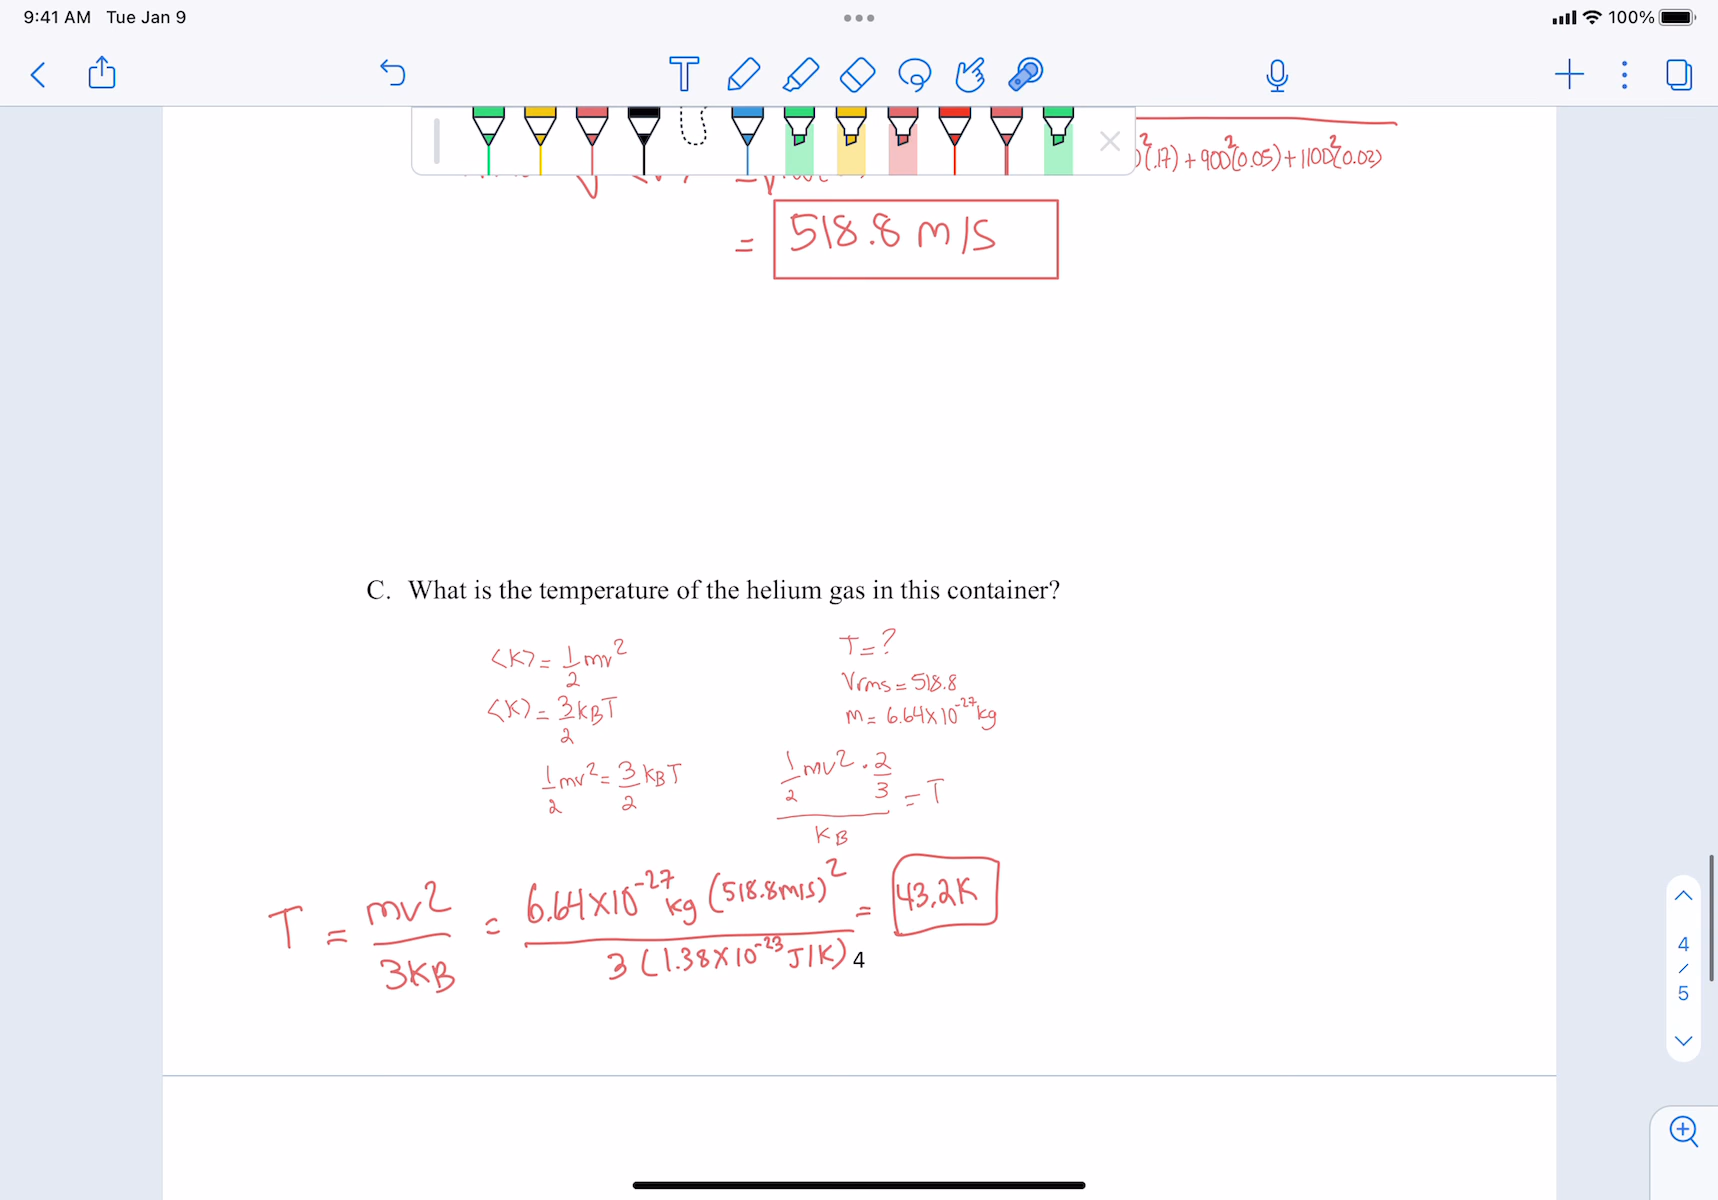 9:41 AM Tue Jan 9
100%
.17) + 900²(0.05) + 1100²(0.02)
= 518.8 m/s
C. What is the temperature of the helium gas in this container?
<K> = 1/2 mv²
<K> = 3/2 KBT
1/2 mv² = 3/2 KBT
T = ?
Vrms = 518.8
m = 6.64x10⁻²⁷ kg
1/2 mv² · 2/3 / KB = T
T = mv² / 3KB = 6.64x10⁻²⁷ kg (518.8m/s)² / 3(1.38x10⁻²³ J/K) = 43.2K
4
4 / 5